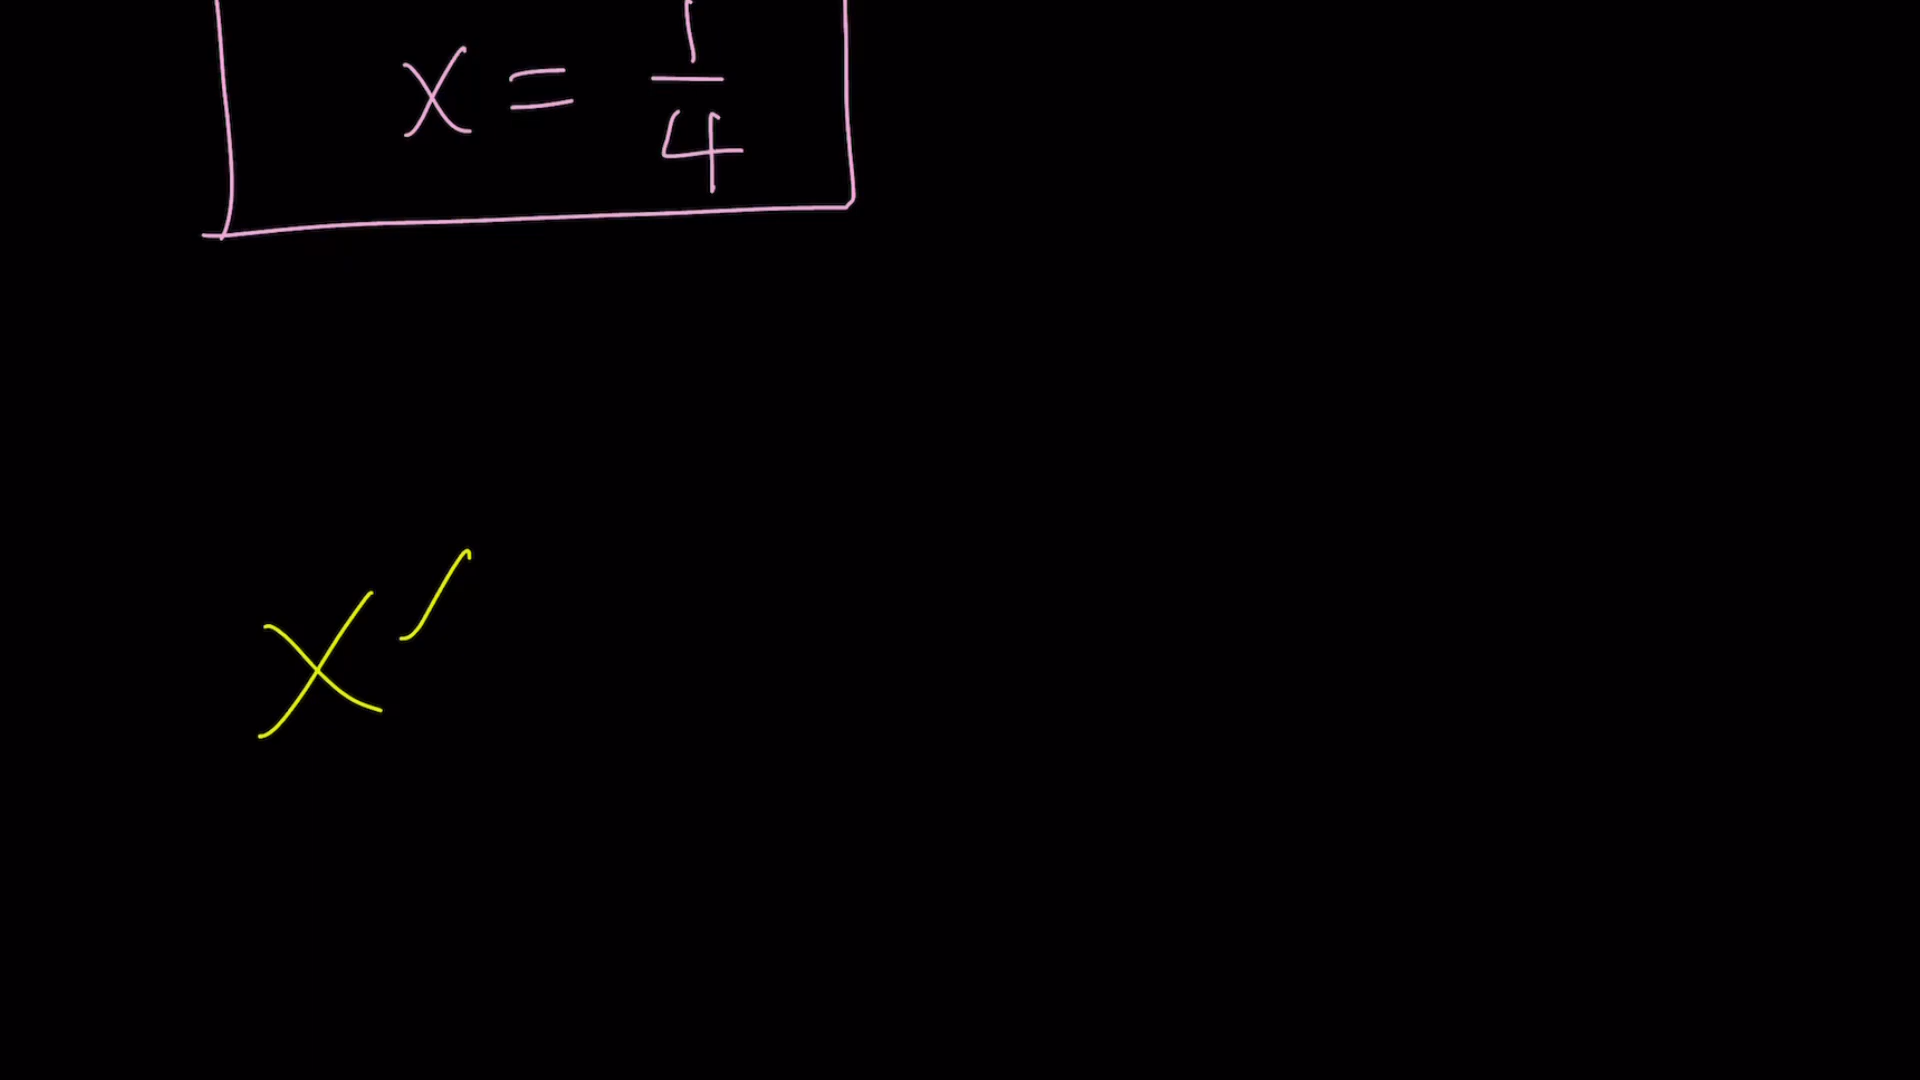 x = 1/4
x